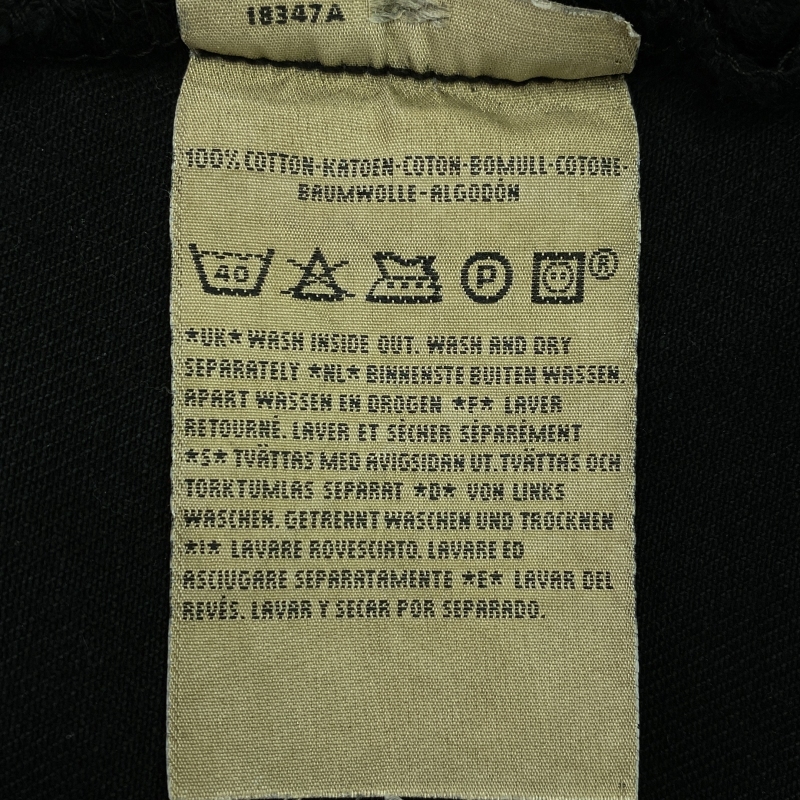 18347A
100% COTTON-KATOEN-COTON-BOMULL-COTONE-
BAUMWOLLE-ALGODÓN
40 P ®
*UK* WASH INSIDE OUT. WASH AND DRY
SEPARATELY *NL* BINNENSTE BUITEN WASSEN.
APART WASSEN EN DROGEN *F* LAVER
RETOURNÉ. LAVER ET SÉCHER SÉPARÉMENT
*S* TVÄTTAS MED AVIGSIDAN UT. TVÄTTAS OCH
TORKTUMLAS SEPARAT *D* VON LINKS
WASCHEN. GETRENNT WASCHEN UND TROCKNEN
*I* LAVARE ROVESCIATO. LAVARE ED
ASCIUGARE SEPARATAMENTE *E* LAVAR DEL
REVÉS. LAVAR Y SECAR POR SEPARADO.